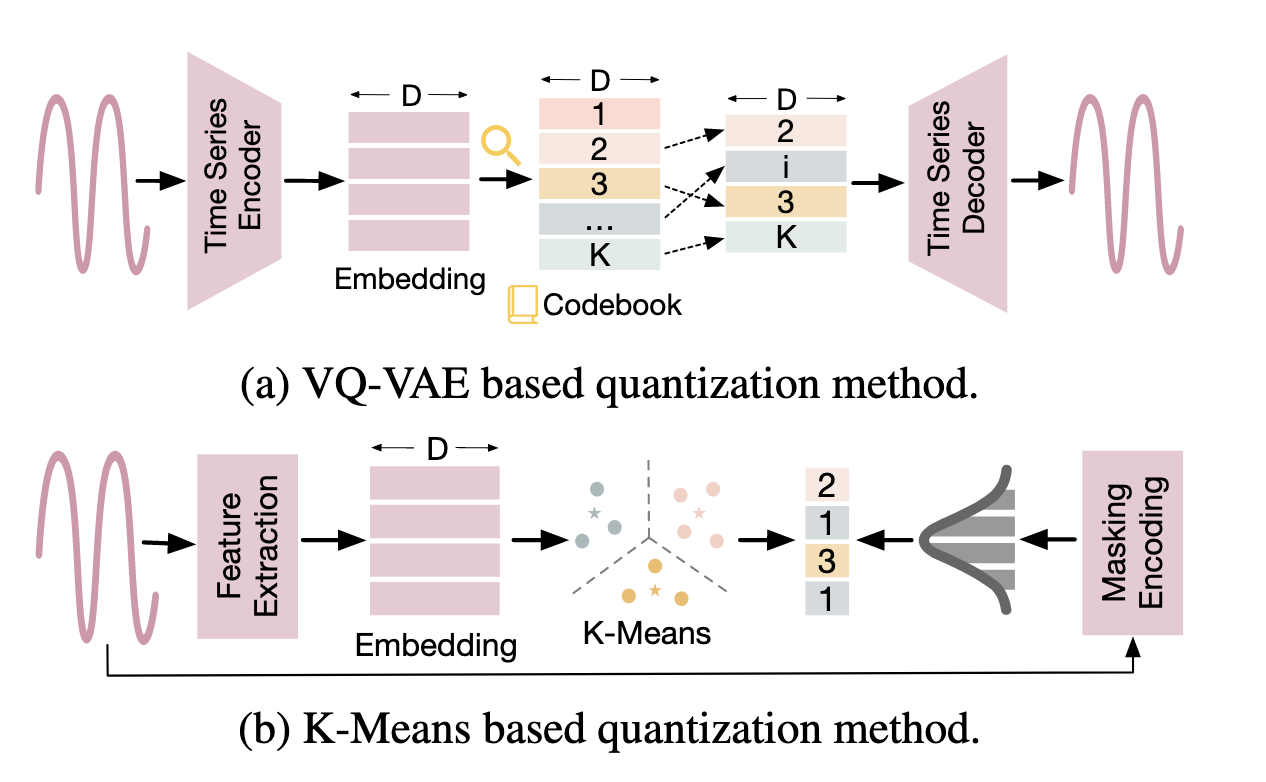 Time Series
Encoder
D
Embedding
D
1
2
3
...
K
Codebook
D
2
i
3
K
Time Series
Decoder
(a) VQ-VAE based quantization method.
Feature
Extraction
D
Embedding
K-Means
2
1
3
1
Masking
Encoding
(b) K-Means based quantization method.